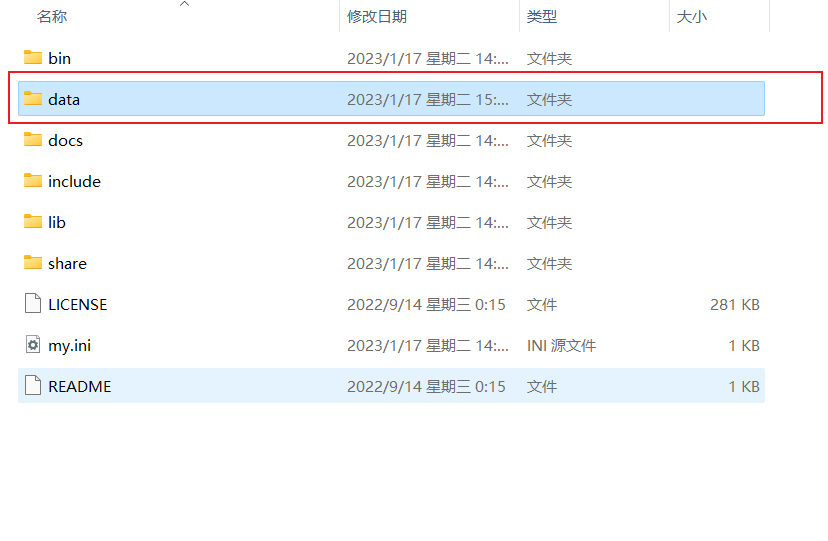 名称 修改日期 类型 大小
bin 2023/1/17 星期二 14:... 文件夹
data 2023/1/17 星期二 15:... 文件夹
docs 2023/1/17 星期二 14:... 文件夹
include 2023/1/17 星期二 14:... 文件夹
lib 2023/1/17 星期二 14:... 文件夹
share 2023/1/17 星期二 14:... 文件夹
LICENSE 2022/9/14 星期三 0:15 文件 281 KB
my.ini 2023/1/17 星期二 14:... INI 源文件 1 KB
README 2022/9/14 星期三 0:15 文件 1 KB